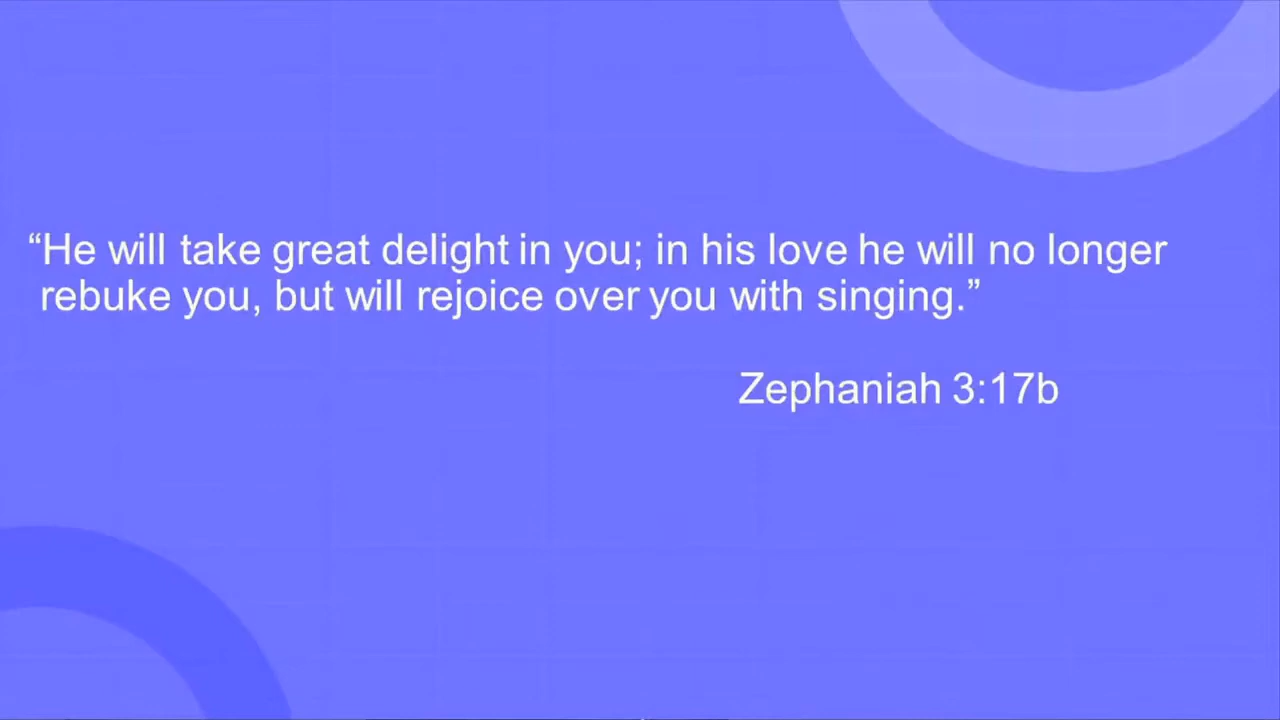 “He will take great delight in you; in his love he will no longer
rebuke you, but will rejoice over you with singing.”
Zephaniah 3:17b